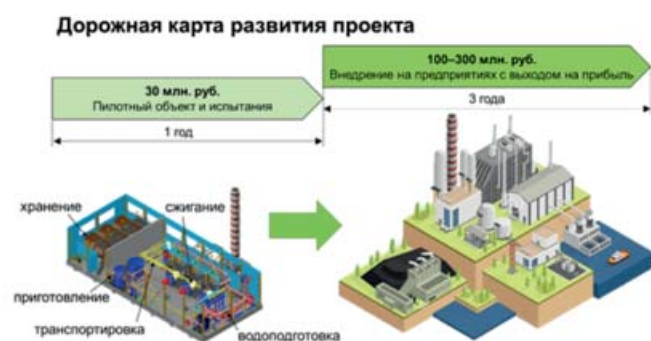 Дорожная карта развития проекта
100–300 млн. руб.
Внедрение на предприятиях с выходом на прибыль
30 млн. руб.
Пилотный объект и испытания
3 года
1 год
хранение
сжигание
приготовление
транспортировка
водоподготовка